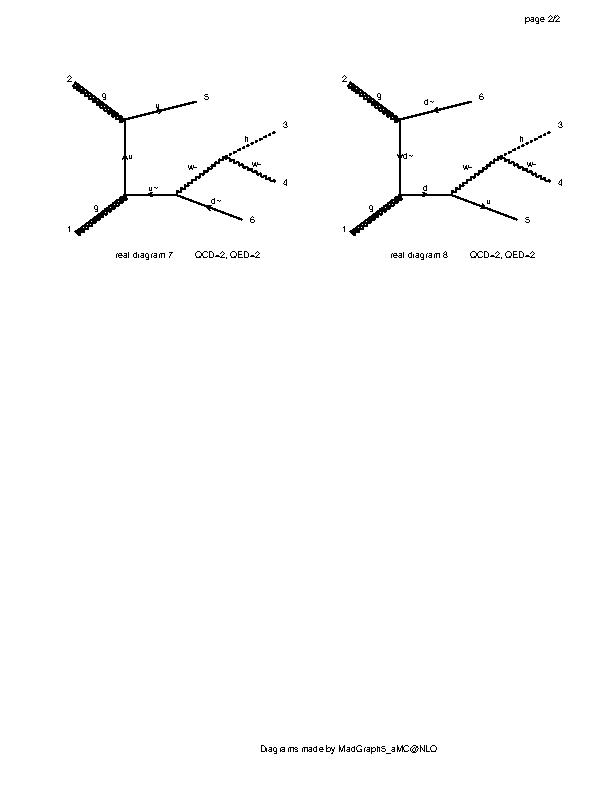 page 2/2
2
g
u
5
u
h
3
w-
w-
4
g
u~
d~
6
1
real diagram 7 QCD=2, QED=2
2
g
d~
6
d~
h
3
w-
w-
4
g
d
u
5
1
real diagram 8 QCD=2, QED=2
Diagrams made by MadGraph5_aMC@NLO